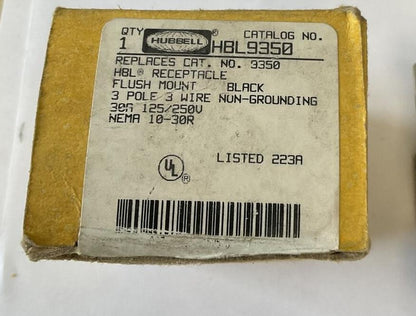 QTY CATALOG NO.
1 HUBBELL® HBL9350
REPLACES CAT. NO. 9350
HBL® RECEPTACLE
FLUSH MOUNT BLACK
3 POLE 3 WIRE NON-GROUNDING
30A 125/250V
NEMA 10-30R
UL® LISTED 223A